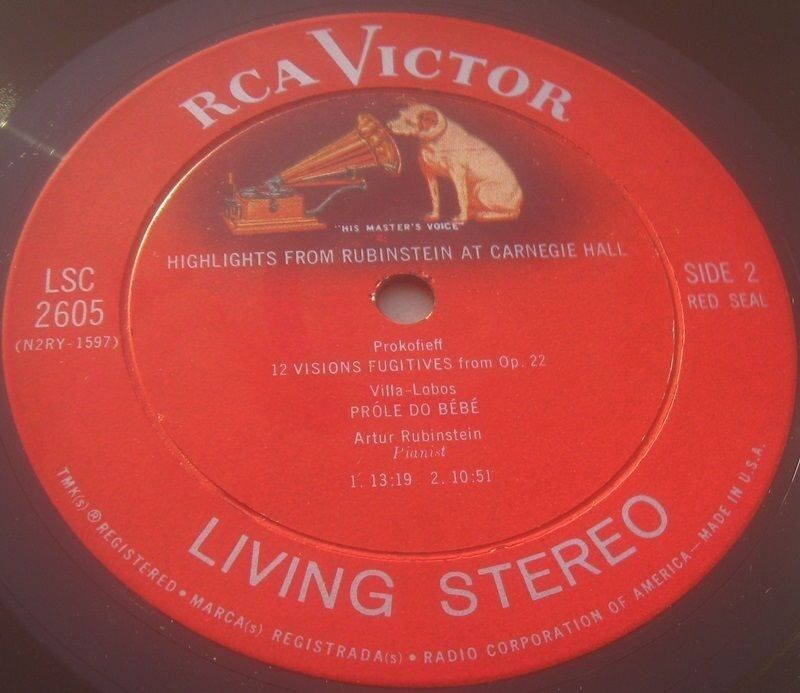 RCA VICTOR
"HIS MASTER'S VOICE"
HIGHLIGHTS FROM RUBINSTEIN AT CARNEGIE HALL
LSC
2605
(N2RY-1597)
SIDE 2
RED SEAL
Prokofieff
12 VISIONS FUGITIVES from Op. 22
Villa-Lobos
PRÓLE DO BÉBÉ
Artur Rubinstein
Pianist
1. 13:19 2. 10:51
LIVING STEREO
TMK(s) ® REGISTERED • MARCA(s) REGISTRADA(s) • RADIO CORPORATION OF AMERICA — MADE IN U.S.A.